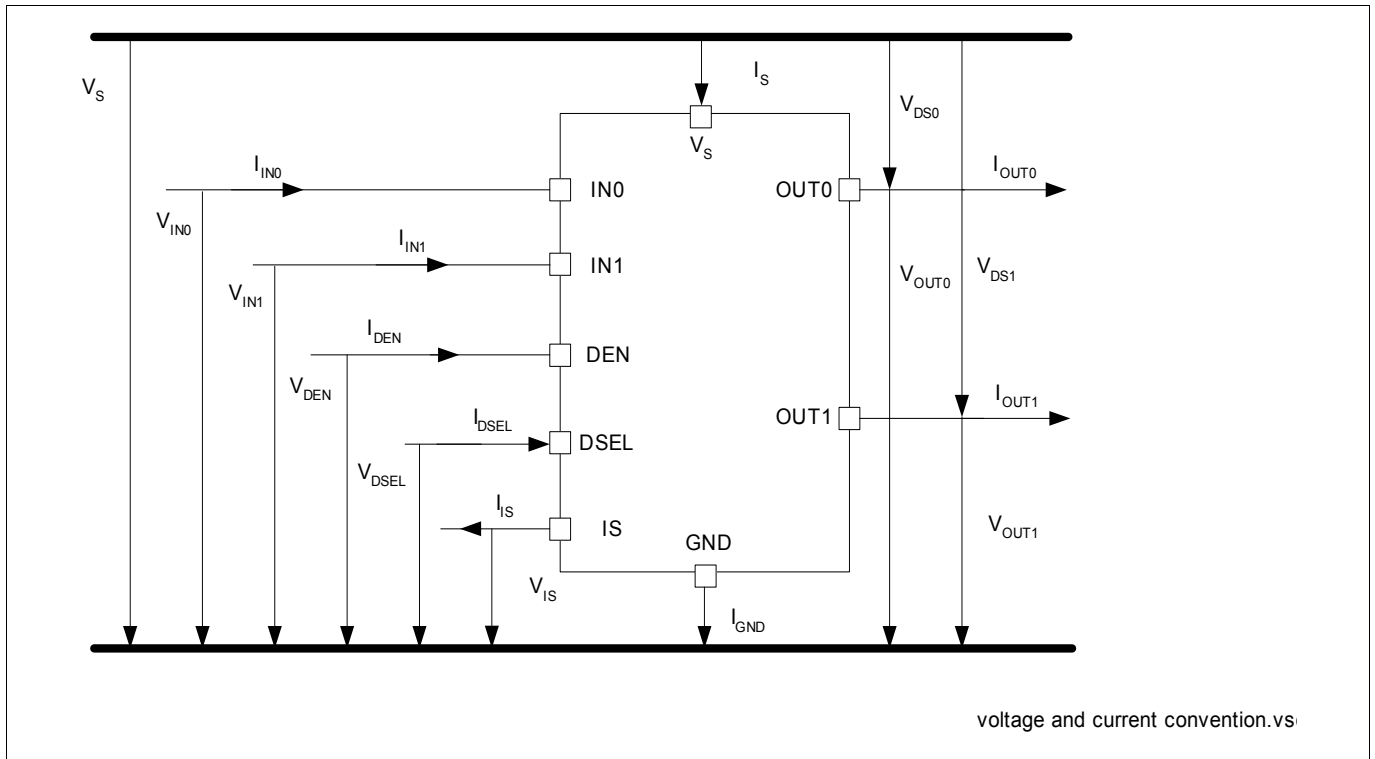 V_S
I_S
V_DS0
V_S
I_IN0
IN0
OUT0
I_OUT0
V_IN0
I_IN1
IN1
V_IN1
V_OUT0
V_DS1
I_DEN
DEN
V_DEN
I_DSEL
DSEL
OUT1
I_OUT1
V_DSEL
I_IS
IS
GND
V_OUT1
V_IS
I_GND
voltage and current convention.vs